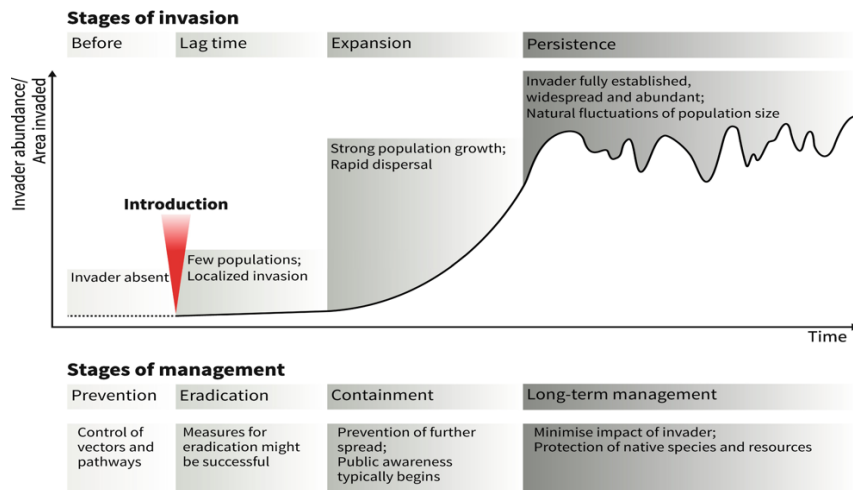 Stages of invasion
Before
Lag time
Expansion
Persistence
Invader abundance/
Area invaded
Invader fully established,
widespread and abundant;
Natural fluctuations of population size
Strong population growth;
Rapid dispersal
Introduction
Few populations;
Localized invasion
Invader absent
Time
Stages of management
Prevention
Eradication
Containment
Long-term management
Control of
vectors and
pathways
Measures for
eradication might
be successful
Prevention of further
spread;
Public awareness
typically begins
Minimise impact of invader;
Protection of native species and resources